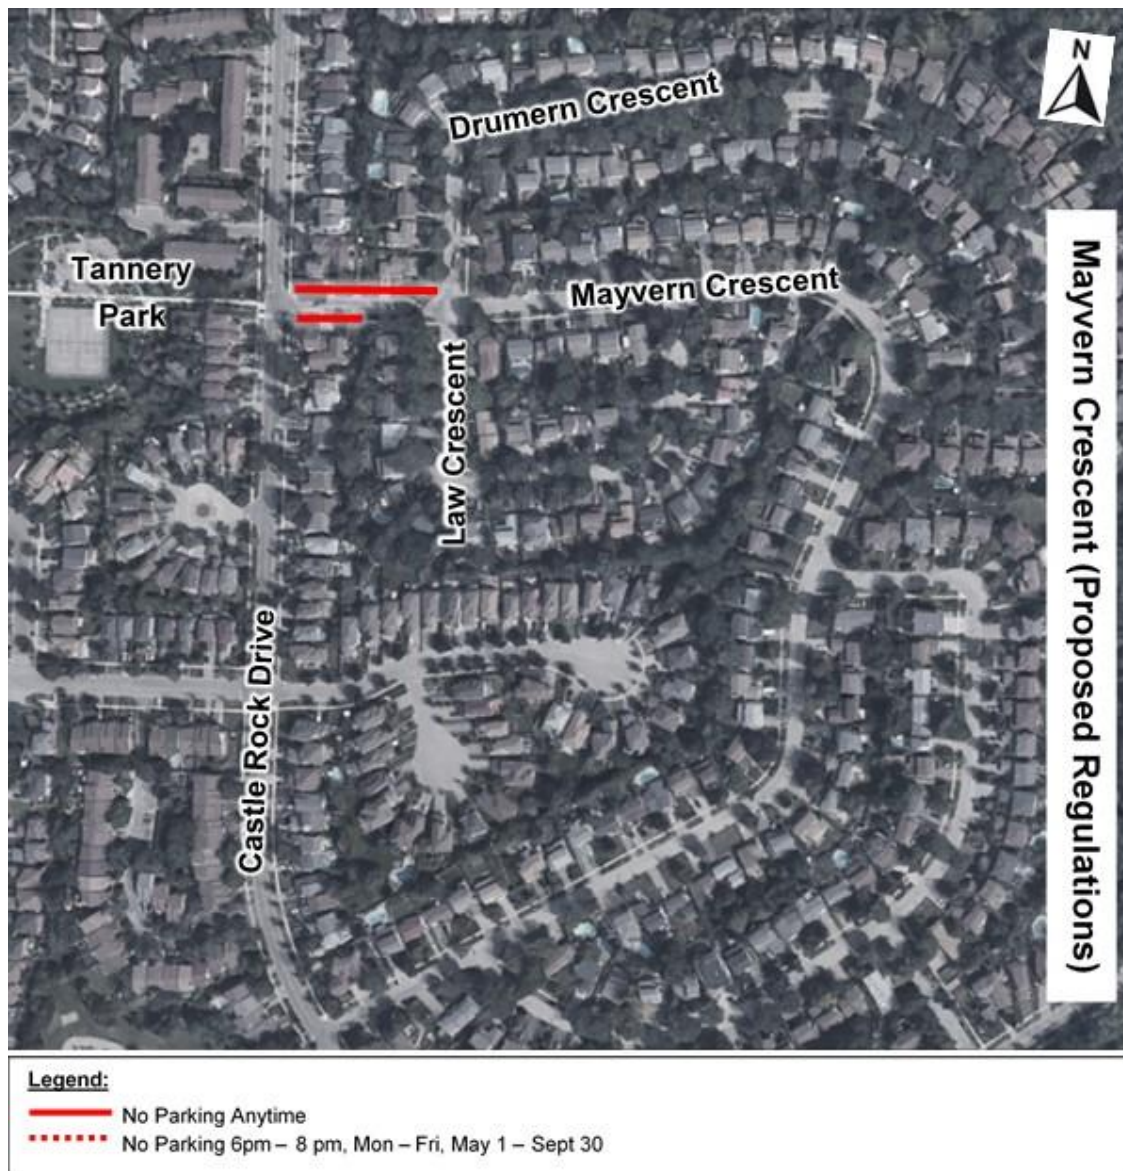 N
Drumern Crescent
Tannery
Park
Mayvern Crescent
Law Crescent
Castle Rock Drive
Mayvern Crescent (Proposed Regulations)
Legend:
No Parking Anytime
No Parking 6pm – 8 pm, Mon – Fri, May 1 – Sept 30